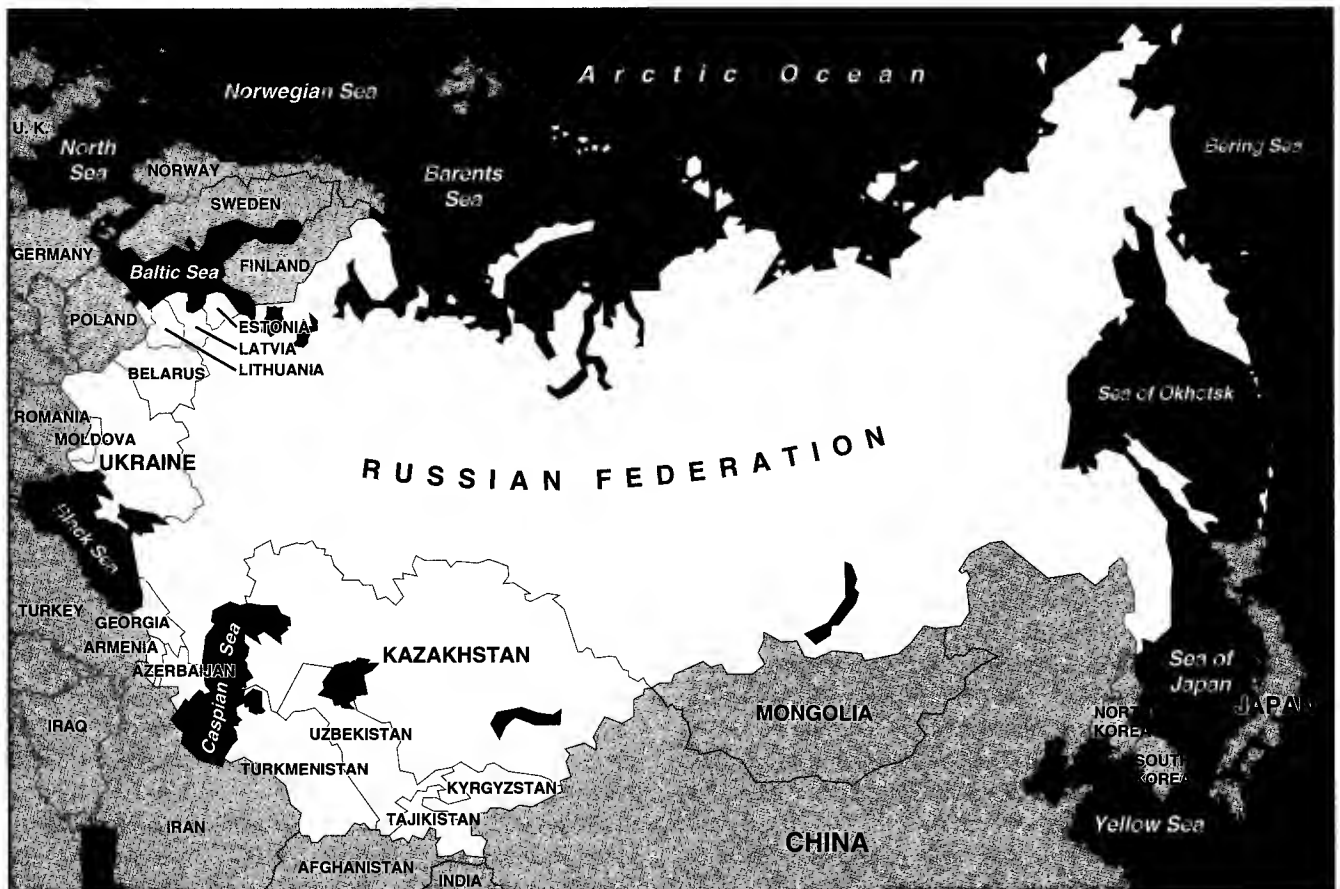 Arctic Ocean
Norwegian Sea
U. K.
North
Sea
Bering Sea
NORWAY
Barents
Sea
SWEDEN
GERMANY
Baltic Sea
FINLAND
POLAND
ESTONIA
LATVIA
LITHUANIA
BELARUS
Sea of Okhotsk
ROMANIA
MOLDOVA
UKRAINE
RUSSIAN FEDERATION
Black Sea
TURKEY
GEORGIA
ARMENIA
AZERBAIJAN
Caspian Sea
KAZAKHSTAN
Sea of
Japan
IRAQ
MONGOLIA
NORTH
KOREA
JAPAN
UZBEKISTAN
SOUTH
KOREA
TURKMENISTAN
KYRGYZSTAN
TAJIKISTAN
IRAN
Yellow Sea
CHINA
AFGHANISTAN
INDIA